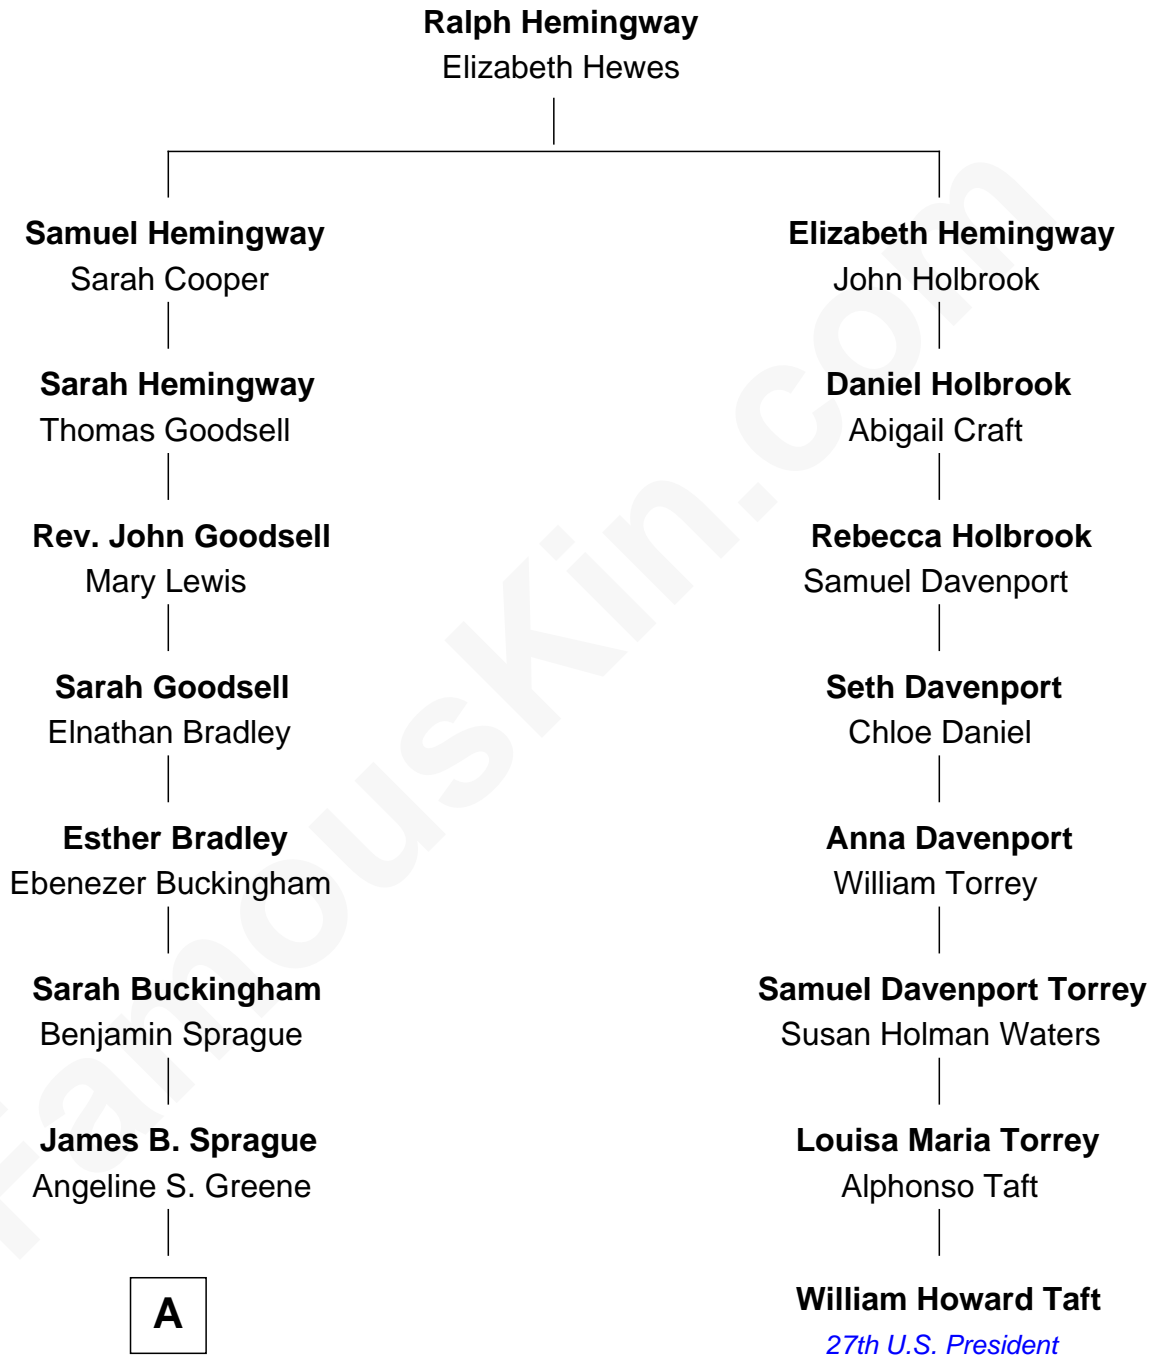 Ralph Hemingway
Elizabeth Hewes
Samuel Hemingway
Sarah Cooper
Sarah Hemingway
Thomas Goodsell
Rev. John Goodsell
Mary Lewis
Sarah Goodsell
Elnathan Bradley
Esther Bradley
Ebenezer Buckingham
Sarah Buckingham
Benjamin Sprague
James B. Sprague
Angeline S. Greene
A
Elizabeth Hemingway
John Holbrook
Daniel Holbrook
Abigail Craft
Rebecca Holbrook
Samuel Davenport
Seth Davenport
Chloe Daniel
Anna Davenport
William Torrey
Samuel Davenport Torrey
Susan Holman Waters
Louisa Maria Torrey
Alphonso Taft
William Howard Taft
27th U.S. President
FamousKin.com